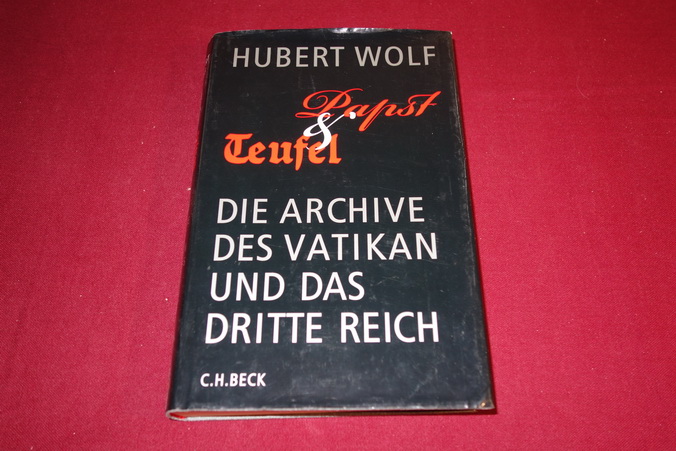 HUBERT WOLF
Papst
&
Teufel
DIE ARCHIVE
DES VATIKAN
UND DAS
DRITTE REICH
C.H.BECK